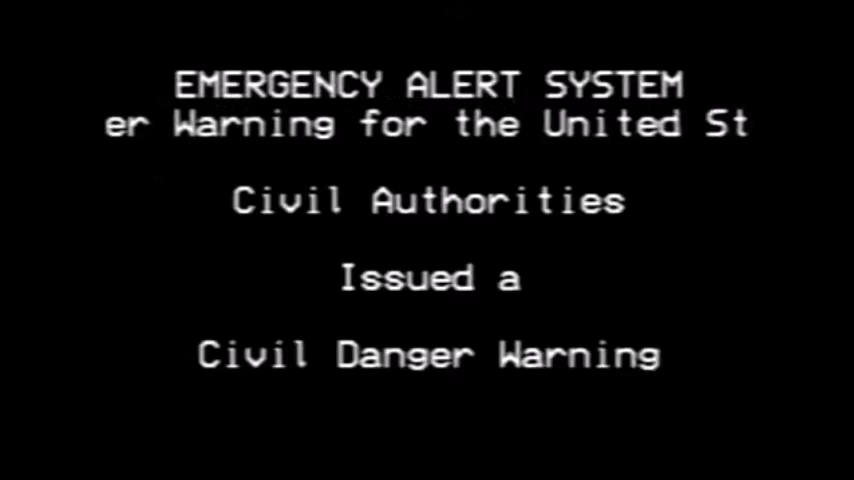 EMERGENCY ALERT SYSTEM
er Warning for the United St
Civil Authorities
Issued a
Civil Danger Warning